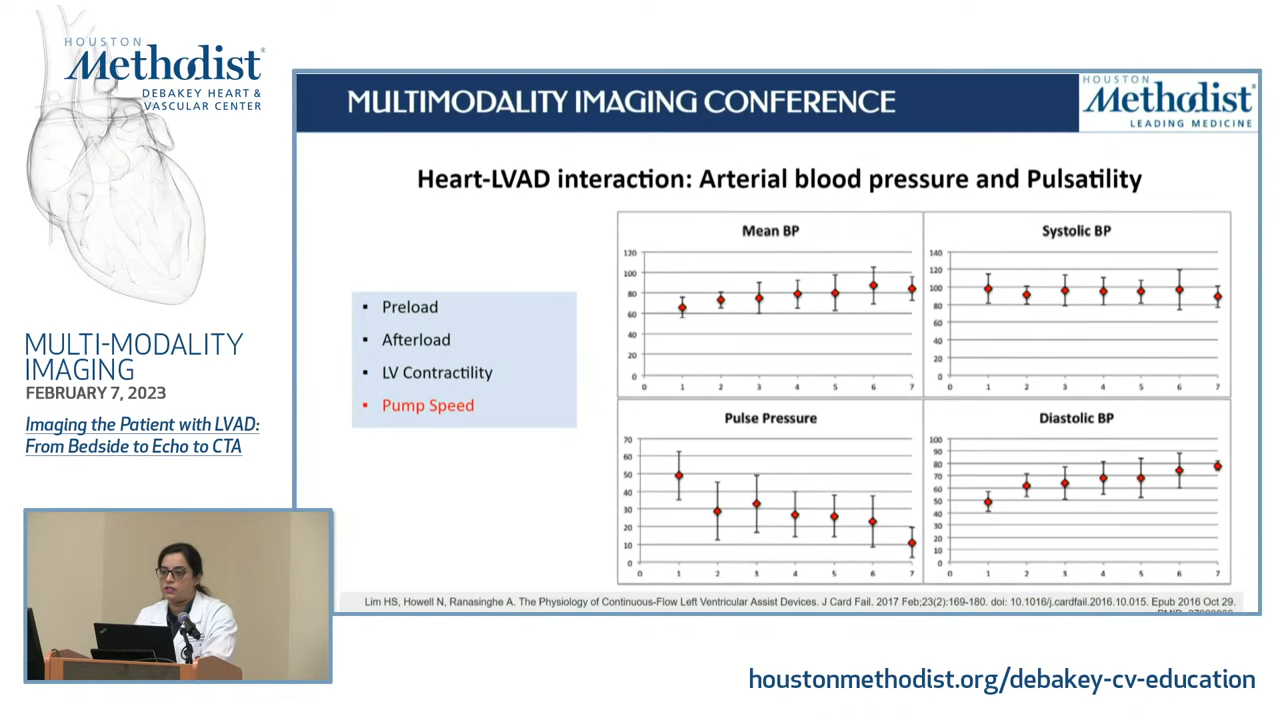 HOUSTON
Methodist
DEBAKEY HEART &
VASCULAR CENTER
MULTI-MODALITY
IMAGING
FEBRUARY 7, 2023
Imaging the Patient with LVAD:
From Bedside to Echo to CTA
MULTIMODALITY IMAGING CONFERENCE
HOUSTON
Methodist
LEADING MEDICINE
Heart-LVAD interaction: Arterial blood pressure and Pulsatility
▪ Preload
▪ Afterload
▪ LV Contractility
▪ Pump Speed
Mean BP
120
100
80
60
40
20
0
0 1 2 3 4 5 6 7
Systolic BP
140
120
100
80
60
40
20
0
0 1 2 3 4 5 6 7
Pulse Pressure
70
60
50
40
30
20
10
0
0 1 2 3 4 5 6 7
Diastolic BP
100
90
80
70
60
50
40
30
20
10
0
0 1 2 3 4 5 6 7
Lim HS, Howell N, Ranasinghe A. The Physiology of Continuous-Flow Left Ventricular Assist Devices. J Card Fail. 2017 Feb;23(2):169-180. doi: 10.1016/j.cardfail.2016.10.015. Epub 2016 Oct 29.
houstonmethodist.org/debakey-cv-education